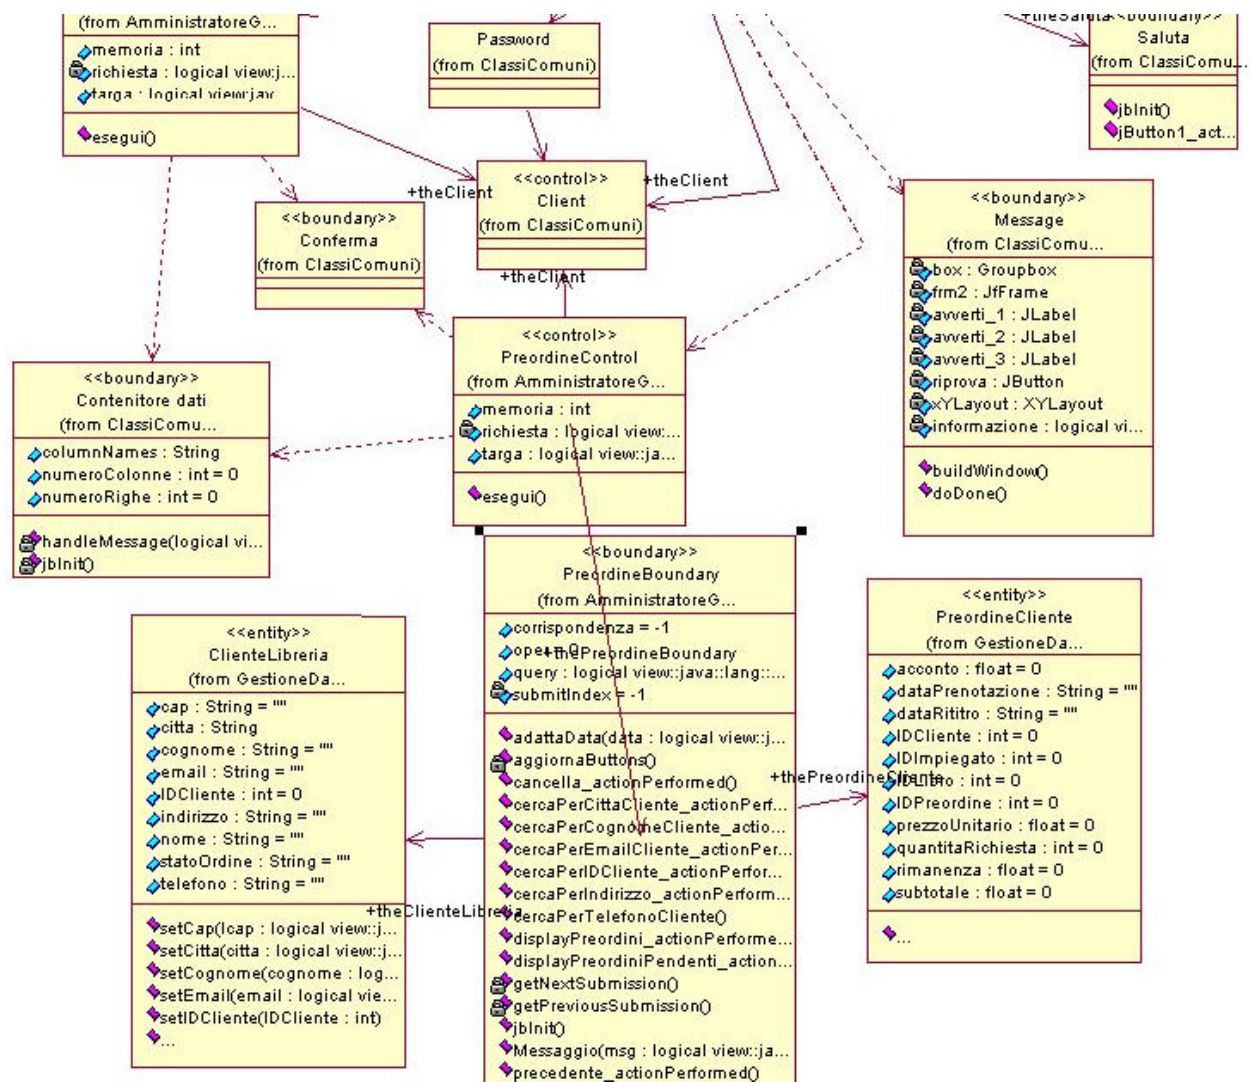 (from AmministratoreG...
memoria : int
richiesta : logical view:j...
targa : logical view:jav
esegui()
Password
(from ClassiComuni)
+theSaluta
<<boundary>>
Saluta
(from ClassiComu...
jbInit()
jButton1_act...
+theClient
<<control>>
Client
(from ClassiComuni)
+theClient
+theClient
<<boundary>>
Conferma
(from ClassiComuni)
<<boundary>>
Message
(from ClassiComu...
box : Groupbox
frm2 : JfFrame
avverti_1 : JLabel
avverti_2 : JLabel
avverti_3 : JLabel
riprova : JButton
xYLayout : XYLayout
informazione : logical vi...
buildWindow()
doDone()
<<control>>
PreordineControl
(from AmministratoreG...
memoria : int
richiesta : logical view:...
targa : logical view::ja...
esegui()
<<boundary>>
Contenitore dati
(from ClassiComu...
columnNames : String
numeroColonne : int = 0
numeroRighe : int = 0
handleMessage(logical vi...
jbInit()
<<entity>>
ClienteLibreria
(from GestioneDa...
cap : String = ""
citta : String
cognome : String = ""
email : String = ""
IDCliente : int = 0
indirizzo : String = ""
nome : String = ""
statoOrdine : String = ""
telefono : String = ""
setCap(lcap : logical view::j...
setCitta(citta : logical view::j...
setCognome(cognome : log...
setEmail(email : logical vie...
setIDCliente(IDCliente : int)
...
+theClienteLibreria
<<boundary>>
PreordineBoundary
(from AmministratoreG...
corrispondenza = -1
+thePreordineBoundary
query : logical view::java::lang::...
submitIndex = -1
adattaData(data : logical view::j...
aggiornaButtons()
cancella_actionPerformed()
cercaPerCittaCliente_actionPerf...
cercaPerCognomeCliente_actio...
cercaPerEmailCliente_actionPer...
cercaPerIDCliente_actionPerfor...
cercaPerIndirizzo_actionPerform...
cercaPerTelefonoCliente()
displayPreordini_actionPerforme...
displayPreordiniPendenti_action...
getNextSubmission()
getPreviousSubmission()
jbInit()
Messaggio(msg : logical view::ja...
precedente_actionPerformed()
+thePreordineCliente
<<entity>>
PreordineCliente
(from GestioneDa...
acconto : float = 0
dataPrenotazione : String = ""
dataRititro : String = ""
IDCliente : int = 0
IDImpiegato : int = 0
IDLibro : int = 0
IDPreordine : int = 0
prezzoUnitario : float = 0
quantitaRichiesta : int = 0
rimanenza : float = 0
subtotale : float = 0
...